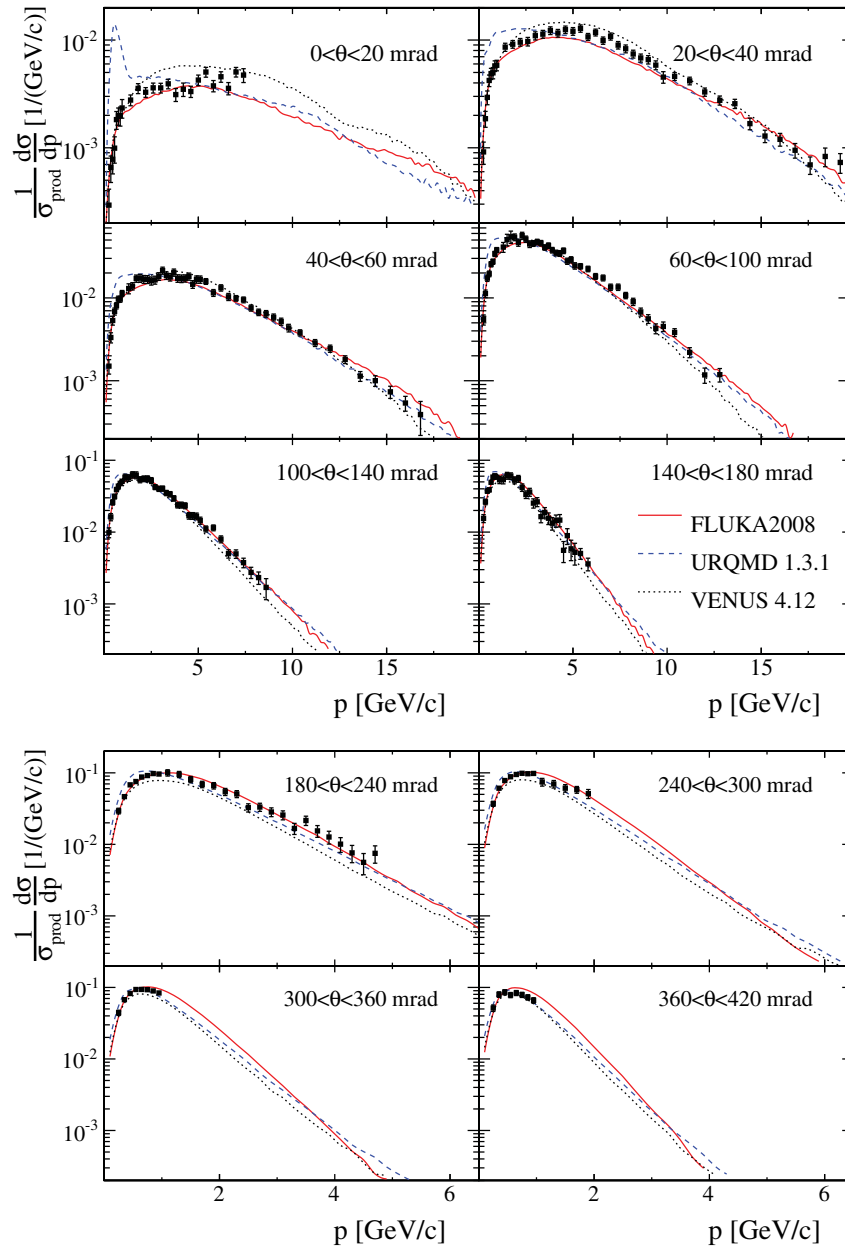 1/σprod dσ/dp [1/(GeV/c)]
10⁻²
10⁻³
0<θ<20 mrad
20<θ<40 mrad
10⁻²
10⁻³
40<θ<60 mrad
60<θ<100 mrad
10⁻¹
10⁻²
10⁻³
100<θ<140 mrad
140<θ<180 mrad
FLUKA2008
URQMD 1.3.1
VENUS 4.12
5 10 15
5 10 15
p [GeV/c] p [GeV/c]
1/σprod dσ/dp [1/(GeV/c)]
10⁻¹
10⁻²
10⁻³
180<θ<240 mrad
240<θ<300 mrad
10⁻¹
10⁻²
10⁻³
300<θ<360 mrad
360<θ<420 mrad
2 4 6
2 4 6
p [GeV/c] p [GeV/c]